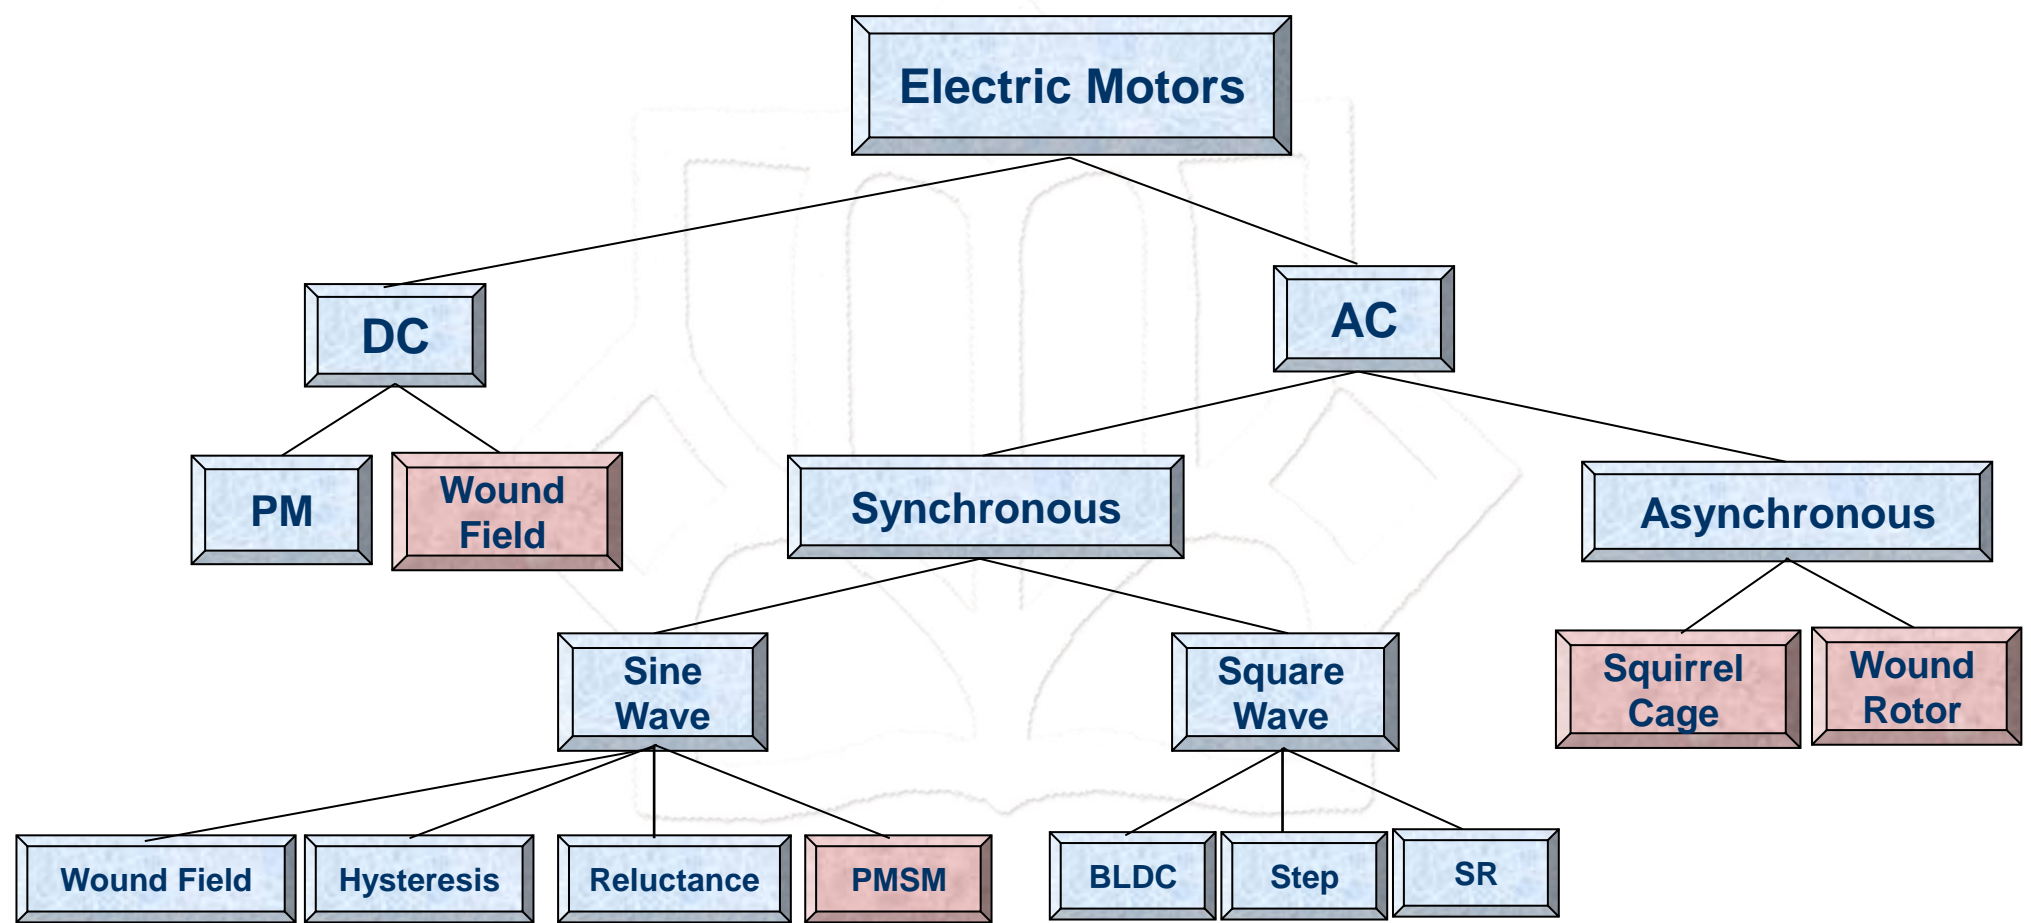 Electric Motors
DC
AC
PM
Wound
Field
Synchronous
Asynchronous
Sine
Wave
Square
Wave
Squirrel
Cage
Wound
Rotor
Wound Field
Hysteresis
Reluctance
PMSM
BLDC
Step
SR